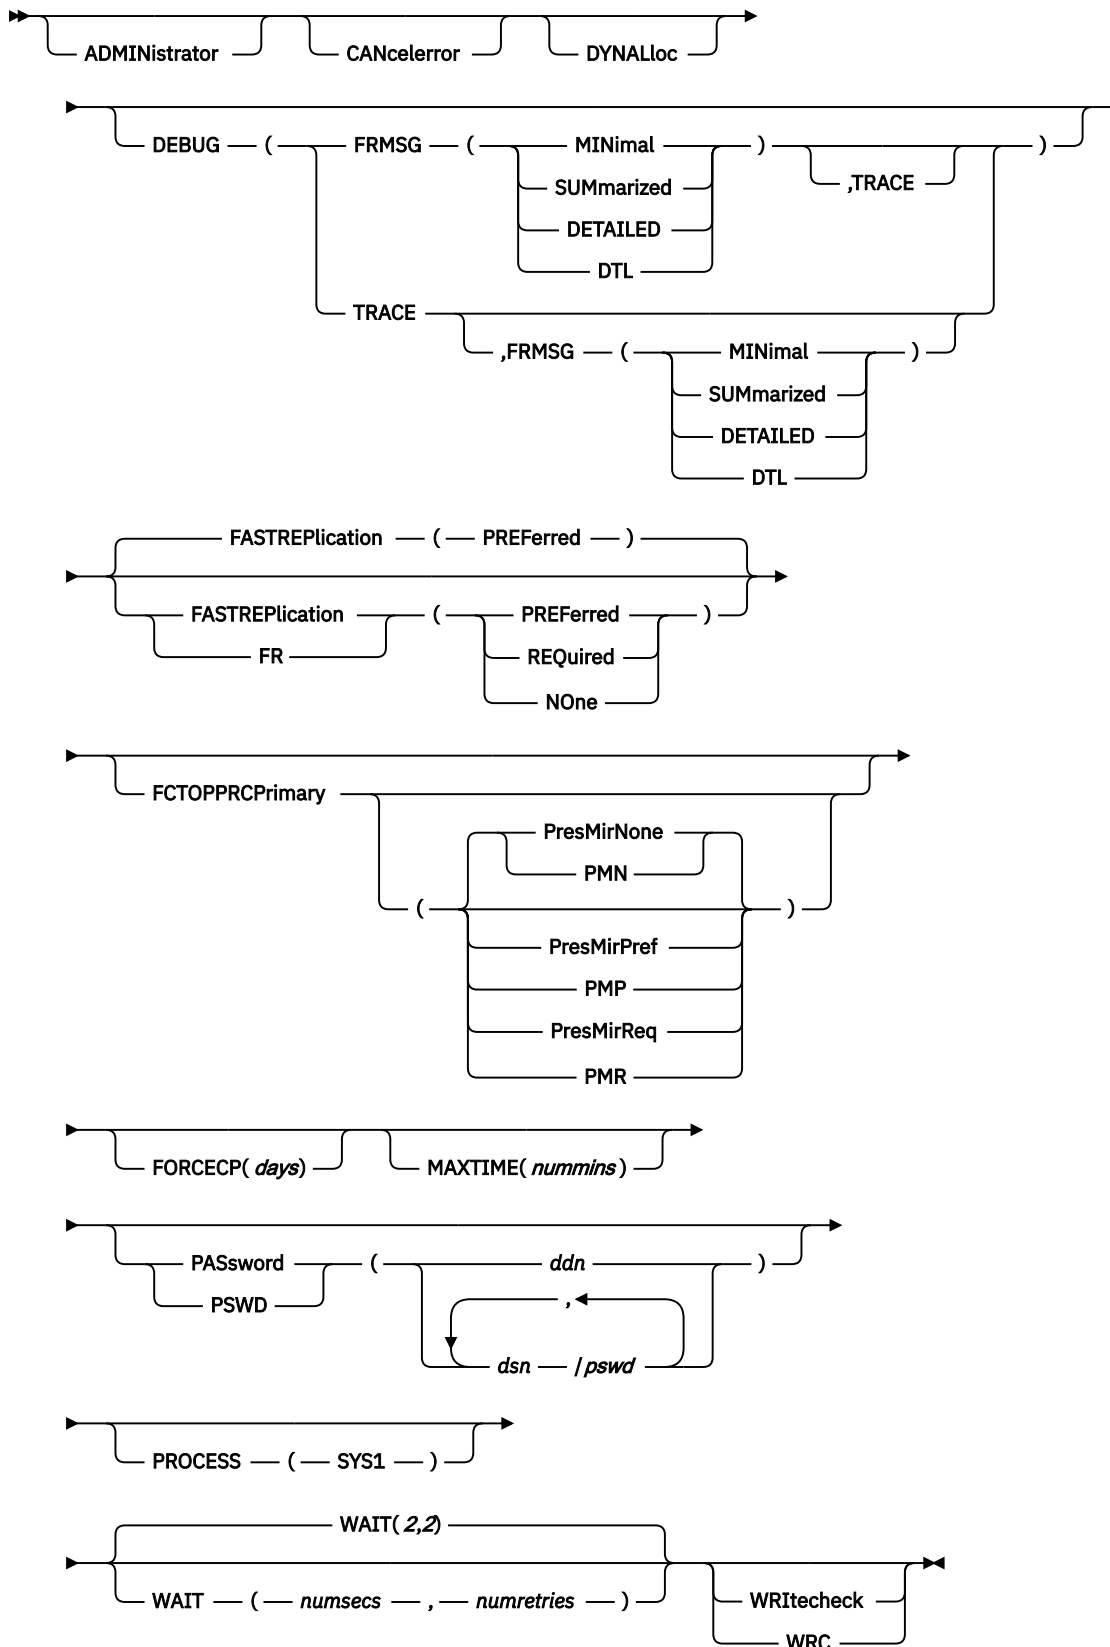 ADMINistrator CANcelerror DYNALloc
DEBUG ( FRMSG ( MINimal ) )
,TRACE
SUMmarized
DETAILED
DTL
TRACE
,FRMSG ( MINimal )
SUMmarized
DETAILED
DTL
FASTREPlication ( PREFerred )
FASTREPlication ( PREFerred )
FR REQuired
NOne
FCTOPPRCPrimary
PresMirNone
PMN
( )
PresMirPref
PMP
PresMirReq
PMR
FORCECP( days) MAXTIME( nummins )
PASsword ( ddn )
PSWD ,
dsn / pswd
PROCESS ( SYS1 )
WAIT( 2,2)
WAIT ( numsecs , numretries ) WRItecheck
WRC